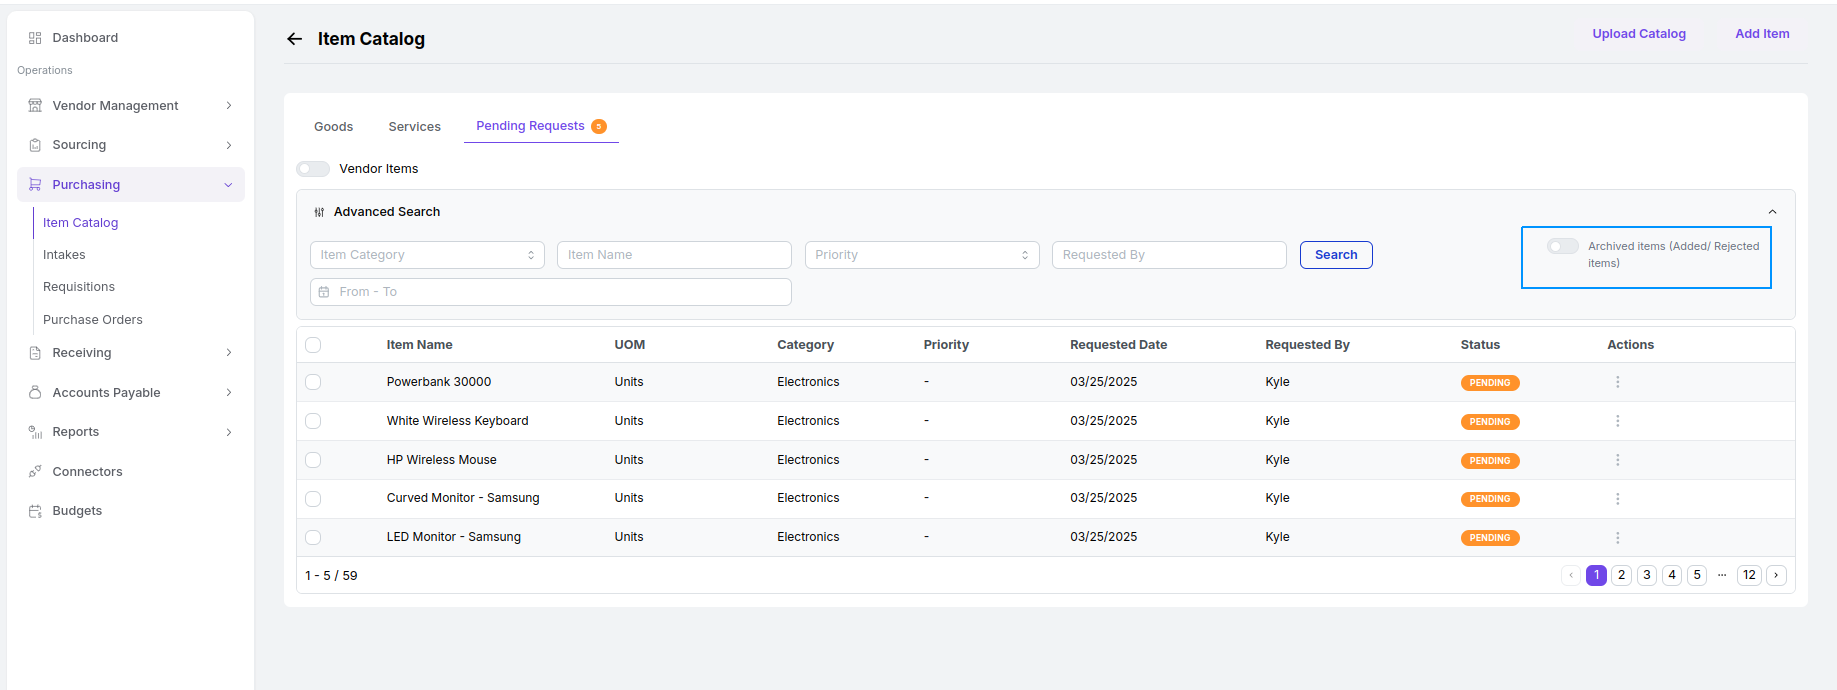 Dashboard
Operations
Vendor Management
Sourcing
Purchasing
Item Catalog
Intakes
Requisitions
Purchase Orders
Receiving
Accounts Payable
Reports
Connectors
Budgets
Item Catalog
Upload Catalog
Add Item
Goods
Services
Pending Requests 5
Vendor Items
Advanced Search
Item Category
Item Name
Priority
Requested By
Search
Archived items (Added/ Rejected
items)
From - To
Item Name UOM Category Priority Requested Date Requested By Status Actions
Powerbank 30000 Units Electronics - 03/25/2025 Kyle PENDING
White Wireless Keyboard Units Electronics - 03/25/2025 Kyle PENDING
HP Wireless Mouse Units Electronics - 03/25/2025 Kyle PENDING
Curved Monitor - Samsung Units Electronics - 03/25/2025 Kyle PENDING
LED Monitor - Samsung Units Electronics - 03/25/2025 Kyle PENDING
1 - 5 / 59
‹ 1 2 3 4 5 ··· 12 ›